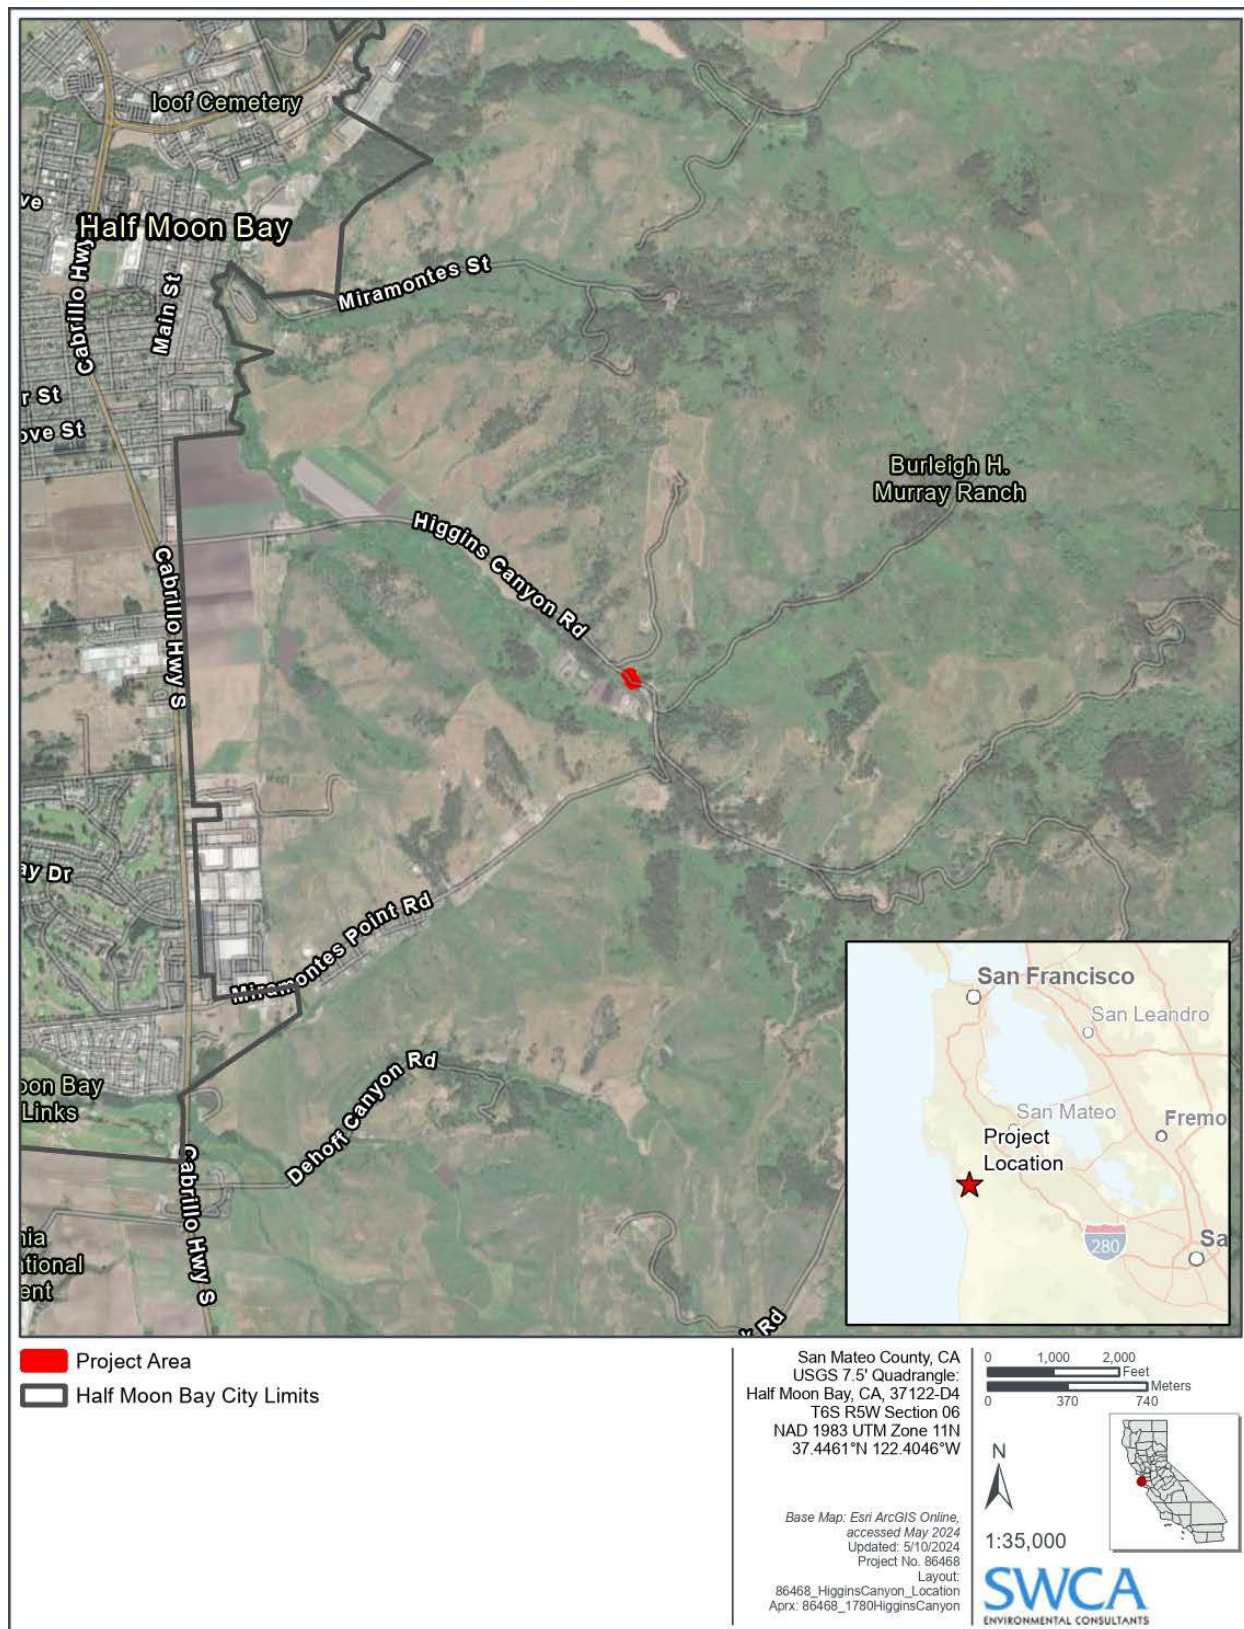 Ioof Cemetery
ve
Half Moon Bay
Cabrillo Hwy
Main St
Miramontes St
r St
ove St
Burleigh H.
Murray Ranch
Higgins Canyon Rd
Cabrillo Hwy S
ay Dr
Miramontes Point Rd
oon Bay
Links
Dehoff Canyon Rd
Cabrillo Hwy S
nia
ational
ent
k Rd
San Francisco
San Leandro
San Mateo
Fremo
Project
Location
280
Sa
Project Area
Half Moon Bay City Limits
San Mateo County, CA
USGS 7.5' Quadrangle:
Half Moon Bay, CA, 37122-D4
T6S R5W Section 06
NAD 1983 UTM Zone 11N
37.4461°N 122.4046°W
Base Map: Esri ArcGIS Online,
accessed May 2024
Updated: 5/10/2024
Project No. 86468
Layout:
86468_HigginsCanyon_Location
Aprx: 86468_1780HigginsCanyon
0 1,000 2,000
Feet
Meters
0 370 740
N
1:35,000
SWCA
ENVIRONMENTAL CONSULTANTS